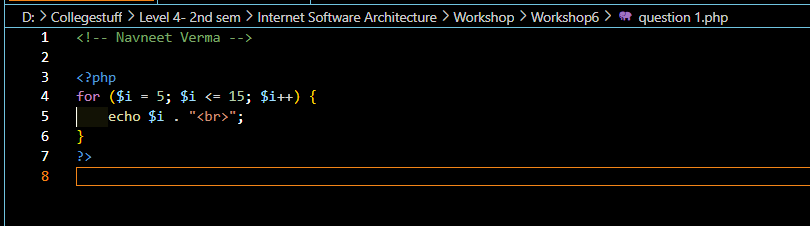 D: > Collegestuff > Level 4- 2nd sem > Internet Software Architecture > Workshop > Workshop6 > question 1.php
1 <!-- Navneet Verma -->
2
3 <?php
4 for ($i = 5; $i <= 15; $i++) {
5     echo $i . "<br>";
6 }
7 ?>
8